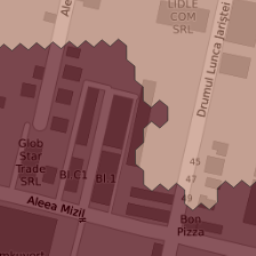 Ale
LIDLE
COM
SRL
Drumul Lunca Jariștei
Glob
Star
Trade
SRL
Bl.C1
Bl.1
45
47
49
Aleea Mizil
Bon
Pizza